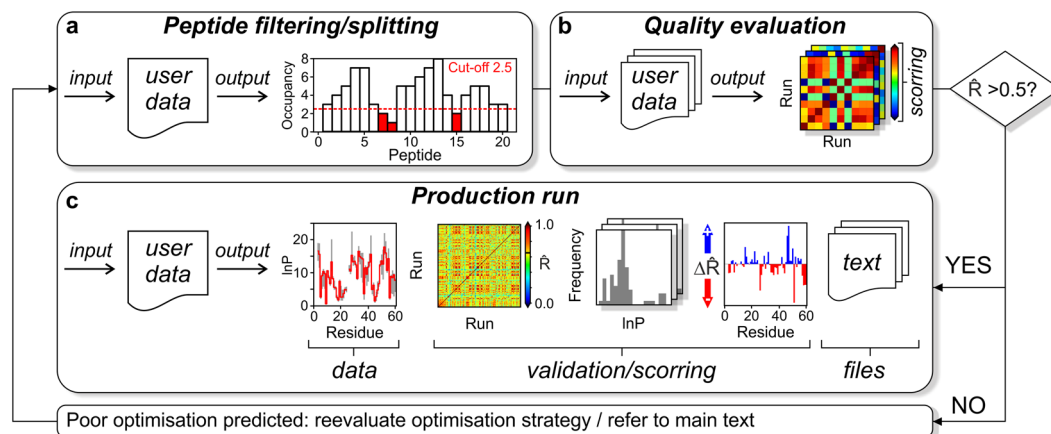 a Peptide filtering/splitting
input
user
data
output
Occupancy
8
6
4
2
0
Cut-off 2.5
0 5 10 15 20
Peptide
b Quality evaluation
input
user
data
output
Run
Run
scorring
R̂ >0.5?
c Production run
input
user
data
output
lnP
20
10
0
0 20 40 60
Residue
data
Run
Run
1.0
R̂
0.0
Frequency
lnP
ΔR̂
0 20 40 60
Residue
validation/scorring
text
files
YES
NO
Poor optimisation predicted: reevaluate optimisation strategy / refer to main text